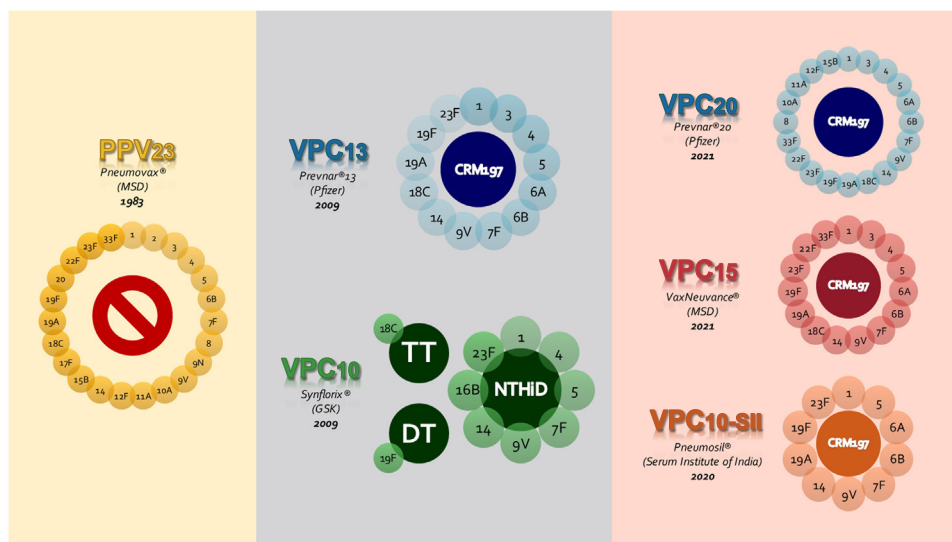 PPV23
Pneumovax®
(MSD)
1983
1
2
3
4
5
6B
7F
8
9N
9V
10A
11A
12F
14
15B
17F
18C
19A
19F
20
22F
23F
33F
VPC13
Prevnar®13
(Pfizer)
2009
CRM197
1
3
4
5
6A
6B
7F
9V
14
18C
19A
19F
23F
VPC10
Synflorix®
(GSK)
2009
18C
TT
DT
19F
NTHiD
1
4
5
7F
9V
14
16B
23F
VPC20
Prevnar®20
(Pfizer)
2021
CRM197
1
3
4
5
6A
6B
7F
9V
14
18C
19A
19F
23F
22F
33F
8
10A
11A
12F
15B
VPC15
VaxNeuvance®
(MSD)
2021
CRM197
1
3
4
5
6A
6B
7F
9V
14
18C
19A
19F
23F
22F
33F
VPC10-SII
Pneumosil®
(Serum Institute of India)
2020
CRM197
1
5
6A
6B
7F
9V
14
19A
19F
23F